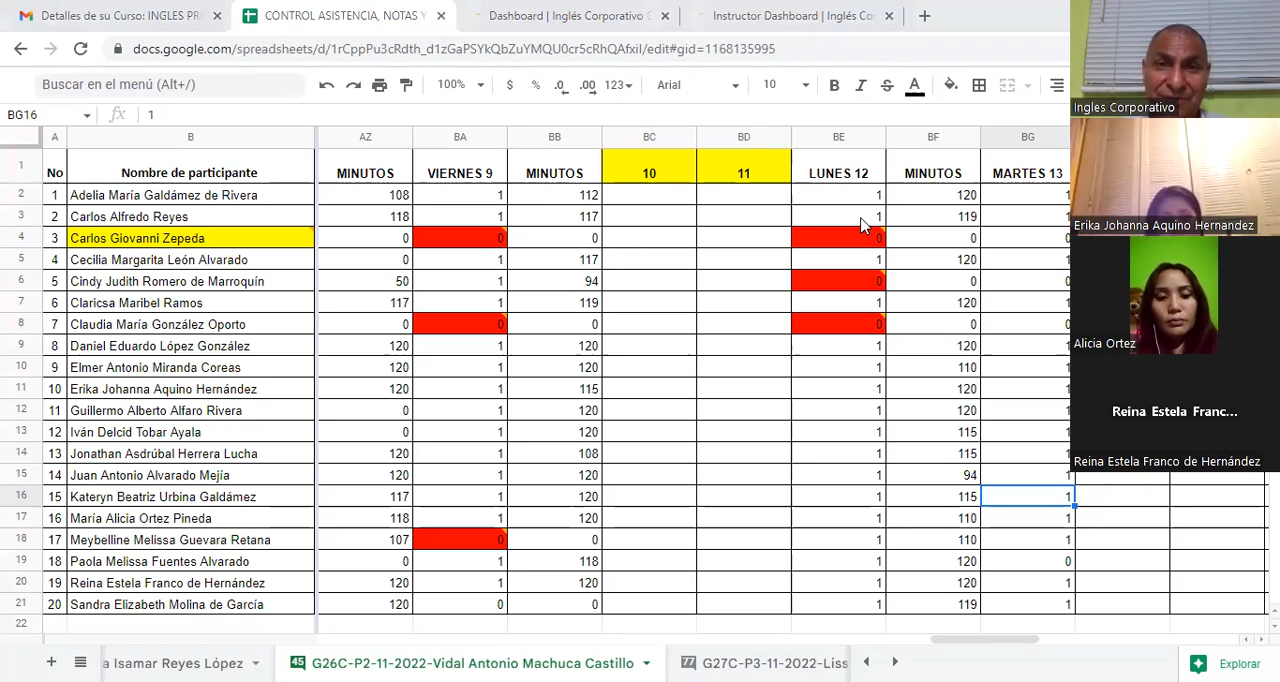 Detalles de su Curso: INGLES PRI
CONTROL ASISTENCIA, NOTAS Y
Dashboard | Inglés Corporativo C
Instructor Dashboard | Inglés Co
docs.google.com/spreadsheets/d/1rCppPu3cRdth_d1zGaPSYkQbZuYMQU0cr5cRhQAfxiI/edit#gid=1168135995
Buscar en el menú (Alt+/) 100% $ % .0 .00 123 Arial 10 B I S A
BG16 fx 1
A B AZ BA BB BC BD BE BF BG
1 No Nombre de participante MINUTOS VIERNES 9 MINUTOS 10 11 LUNES 12 MINUTOS MARTES 13
2 1 Adelia María Galdámez de Rivera 108 1 112 1 120 1
3 2 Carlos Alfredo Reyes 118 1 117 1 119 1
4 3 Carlos Giovanni Zepeda 0 0 0 0 0 0
5 4 Cecilia Margarita León Alvarado 0 1 117 1 120 1
6 5 Cindy Judith Romero de Marroquín 50 1 94 0 0 0
7 6 Claricsa Maribel Ramos 117 1 119 1 120 1
8 7 Claudia María González Oporto 0 0 0 0 0 0
9 8 Daniel Eduardo López González 120 1 120 1 120 1
10 9 Elmer Antonio Miranda Coreas 120 1 120 1 110 1
11 10 Erika Johanna Aquino Hernández 120 1 115 1 120 1
12 11 Guillermo Alberto Alfaro Rivera 0 1 120 1 120 1
13 12 Iván Delcid Tobar Ayala 0 1 120 1 115 1
14 13 Jonathan Asdrúbal Herrera Lucha 120 1 108 1 115 1
15 14 Juan Antonio Alvarado Mejía 120 1 120 1 94 1
16 15 Kateryn Beatriz Urbina Galdámez 117 1 120 1 115 1
17 16 María Alicia Ortez Pineda 118 1 120 1 110 1
18 17 Meybelline Melissa Guevara Retana 107 0 0 1 110 1
19 18 Paola Melissa Fuentes Alvarado 0 1 118 1 120 0
20 19 Reina Estela Franco de Hernández 120 1 120 1 120 1
21 20 Sandra Elizabeth Molina de García 120 0 0 1 119 1
22
a Isamar Reyes López 45 G26C-P2-11-2022-Vidal Antonio Machuca Castillo 77 G27C-P3-11-2022-Liss Explorar
Ingles Corporativo
Erika Johanna Aquino Hernandez
Alicia Ortez
Reina Estela Franc...
Reina Estela Franco de Hernández